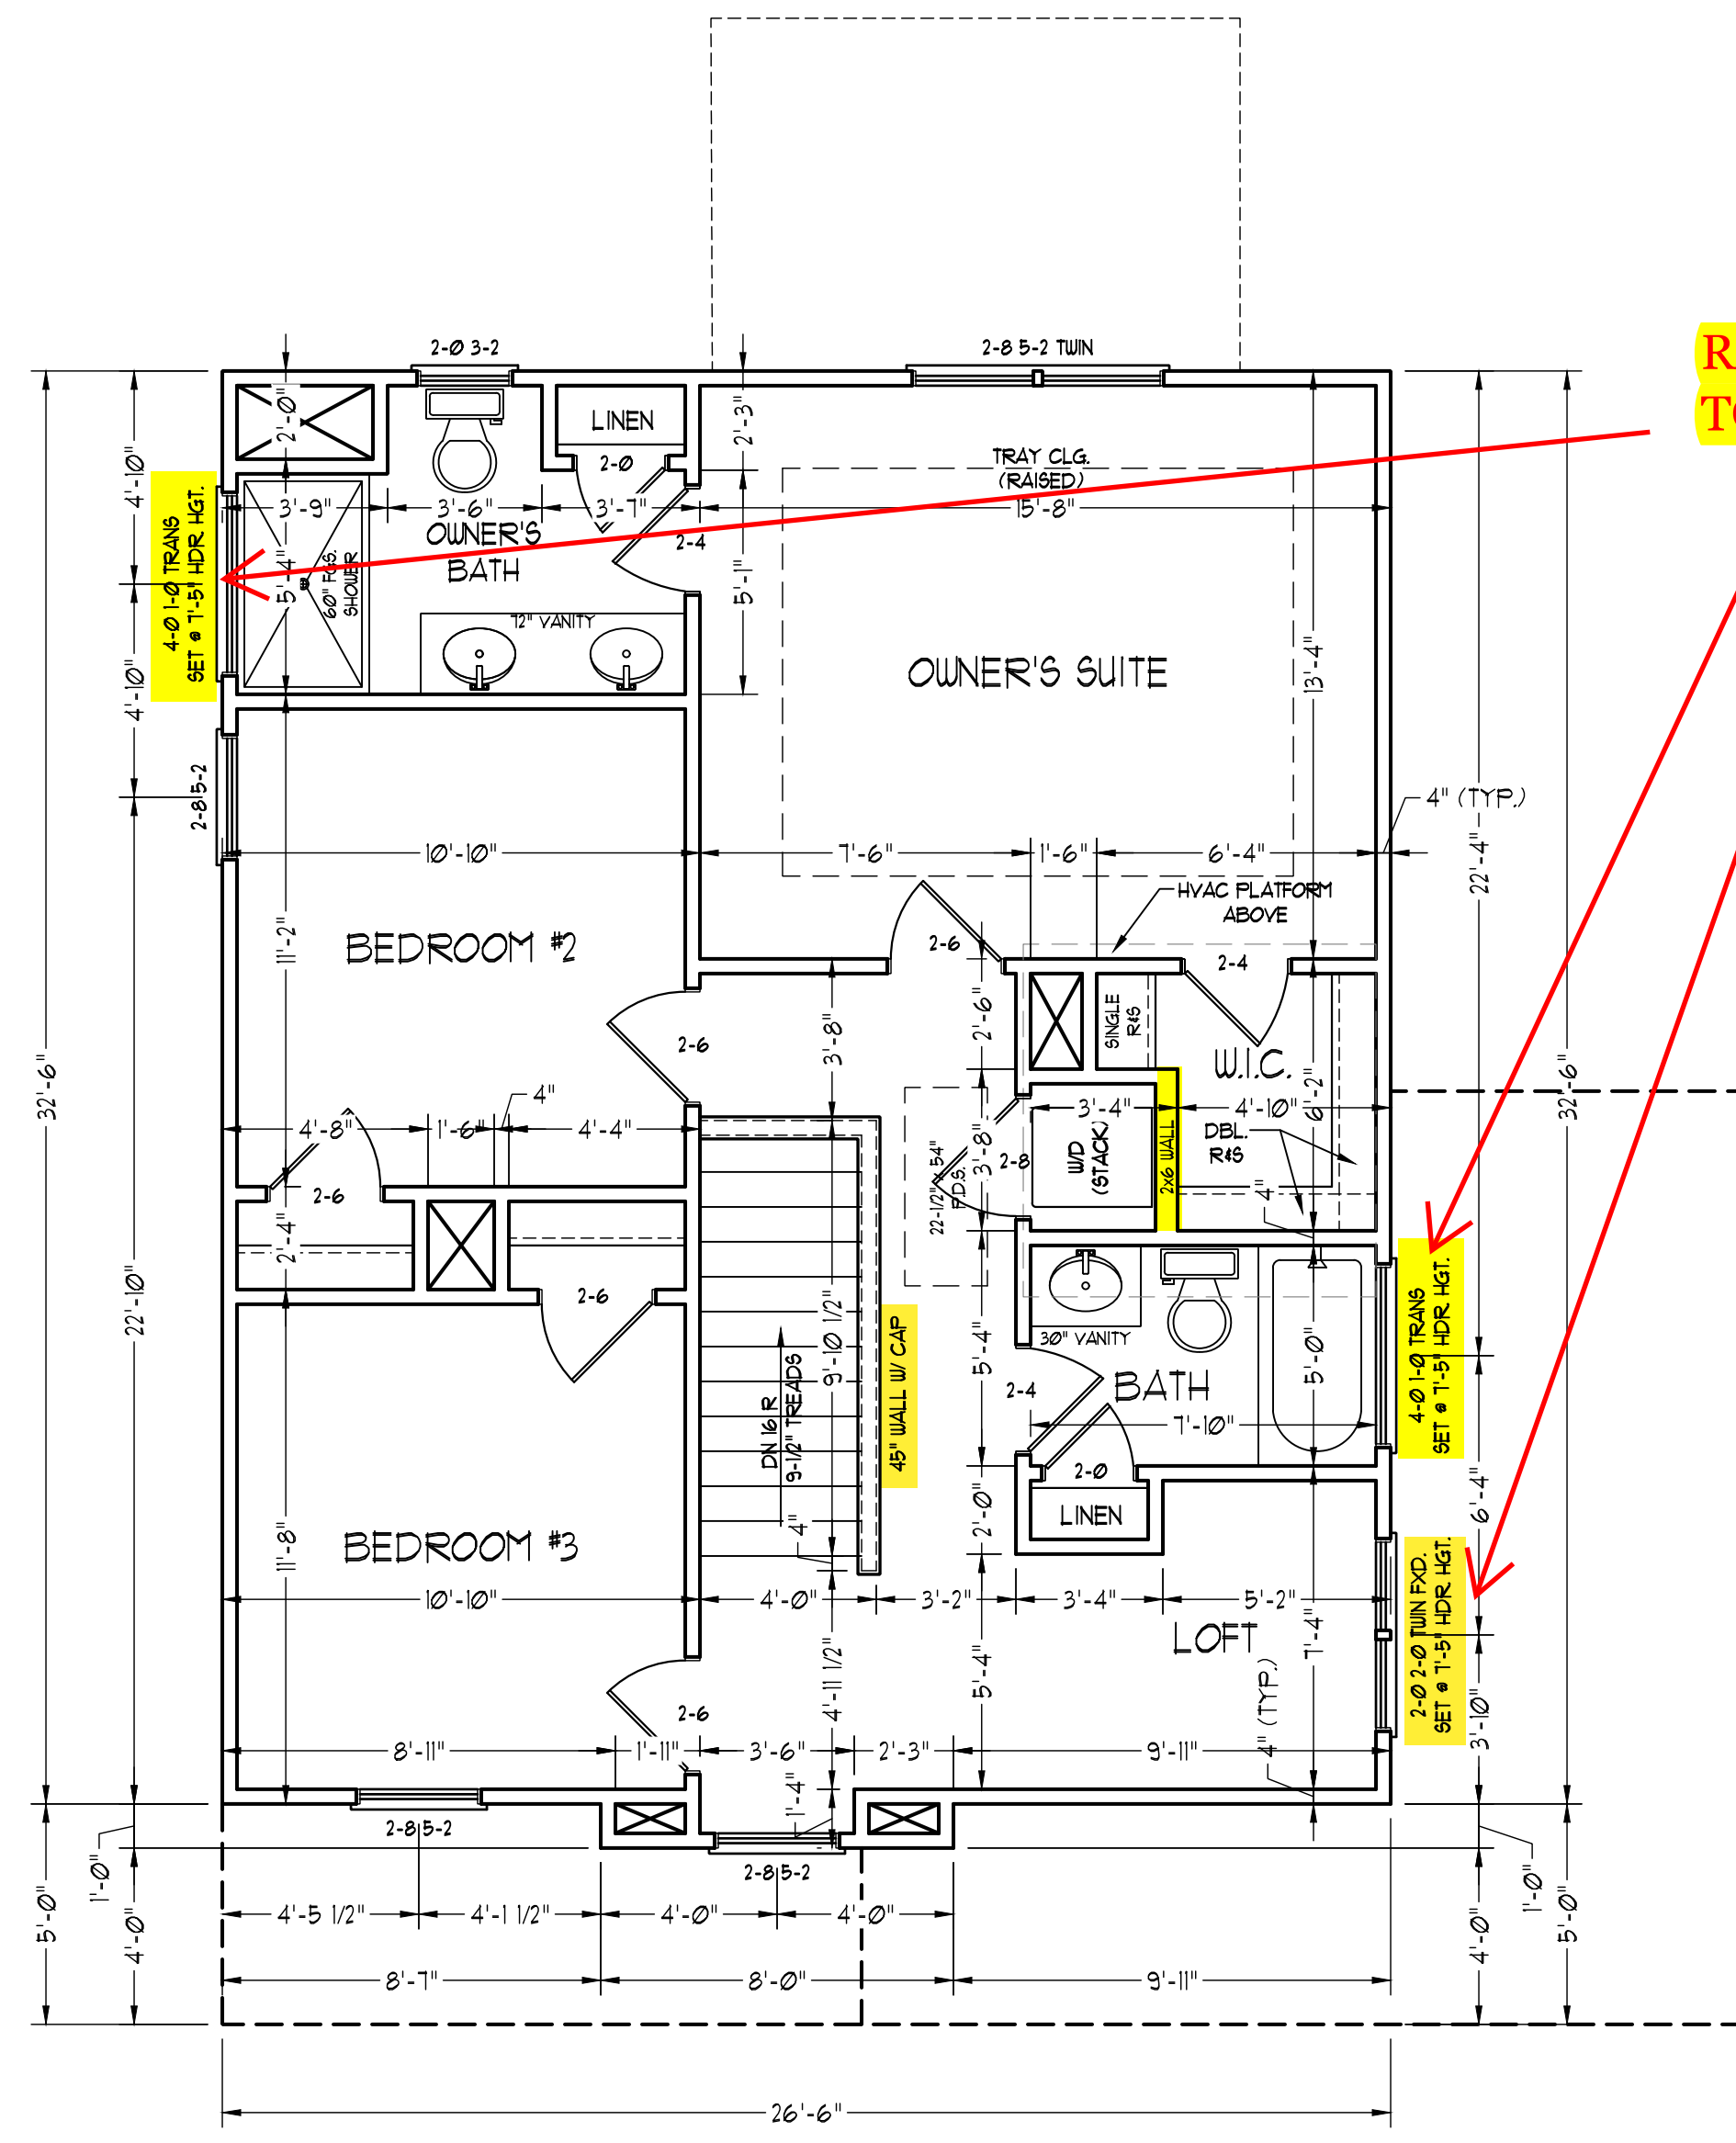 2-0 3-2
2-8 5-2 TWIN
R
TO
LINEN
2-0
2'-0"
2'-3"
TRAY CLG.
(RAISED)
4'-10"
3'-9"
3'-6"
3'-7"
15'-8"
OWNER'S
BATH
2-4
4-0 1-0 TRANS
SET @ 7'-5" HDR. HGT.
5'-4"
60" FGS.
SHOWER
5'-1"
72" VANITY
OWNER'S SUITE
13'-4"
4'-10"
2-8 5-2
4" (TYP.)
10'-10"
7'-6"
1'-6"
6'-4"
22'-4"
HVAC PLATFORM
ABOVE
BEDROOM #2
11'-2"
2-6
2-4
2'-6"
SINGLE
R&S
3'-8"
2-6
W.I.C.
32'-6"
32'-6"
4"
4'-8"
1'-6"
4'-4"
3'-4"
4'-10"
6'-2"
DBL.
R&S
W/D
(STACK)
2x6 WALL
3'-8"
2-8
22-1/2" x 54"
P.D.S.
2-6
4"
2'-4"
22'-10"
2-6
9'-10 1/2"
45" WALL W/ CAP
30" VANITY
5'-4"
5'-0"
4-0 1-0 TRANS
SET @ 7'-5" HDR. HGT.
DN 16 R
9-1/2" TREADS
2-4
BATH
7'-10"
2-0
LINEN
2'-0"
6'-4"
4"
BEDROOM #3
11'-8"
10'-10"
4'-0"
3'-2"
3'-4"
5'-2"
LOFT
7'-4"
2-0 2-0 TWIN FXD.
SET @ 7'-5" HDR. HGT.
4'-11 1/2"
5'-4"
4" (TYP.)
3'-10"
2-6
8'-11"
1'-11"
3'-6"
2'-3"
9'-11"
1'-4"
2-8 5-2
2-8 5-2
1'-0"
1'-0"
5'-0"
4'-0"
4'-5 1/2"
4'-1 1/2"
4'-0"
4'-0"
4'-0"
5'-0"
8'-7"
8'-0"
9'-11"
26'-6"